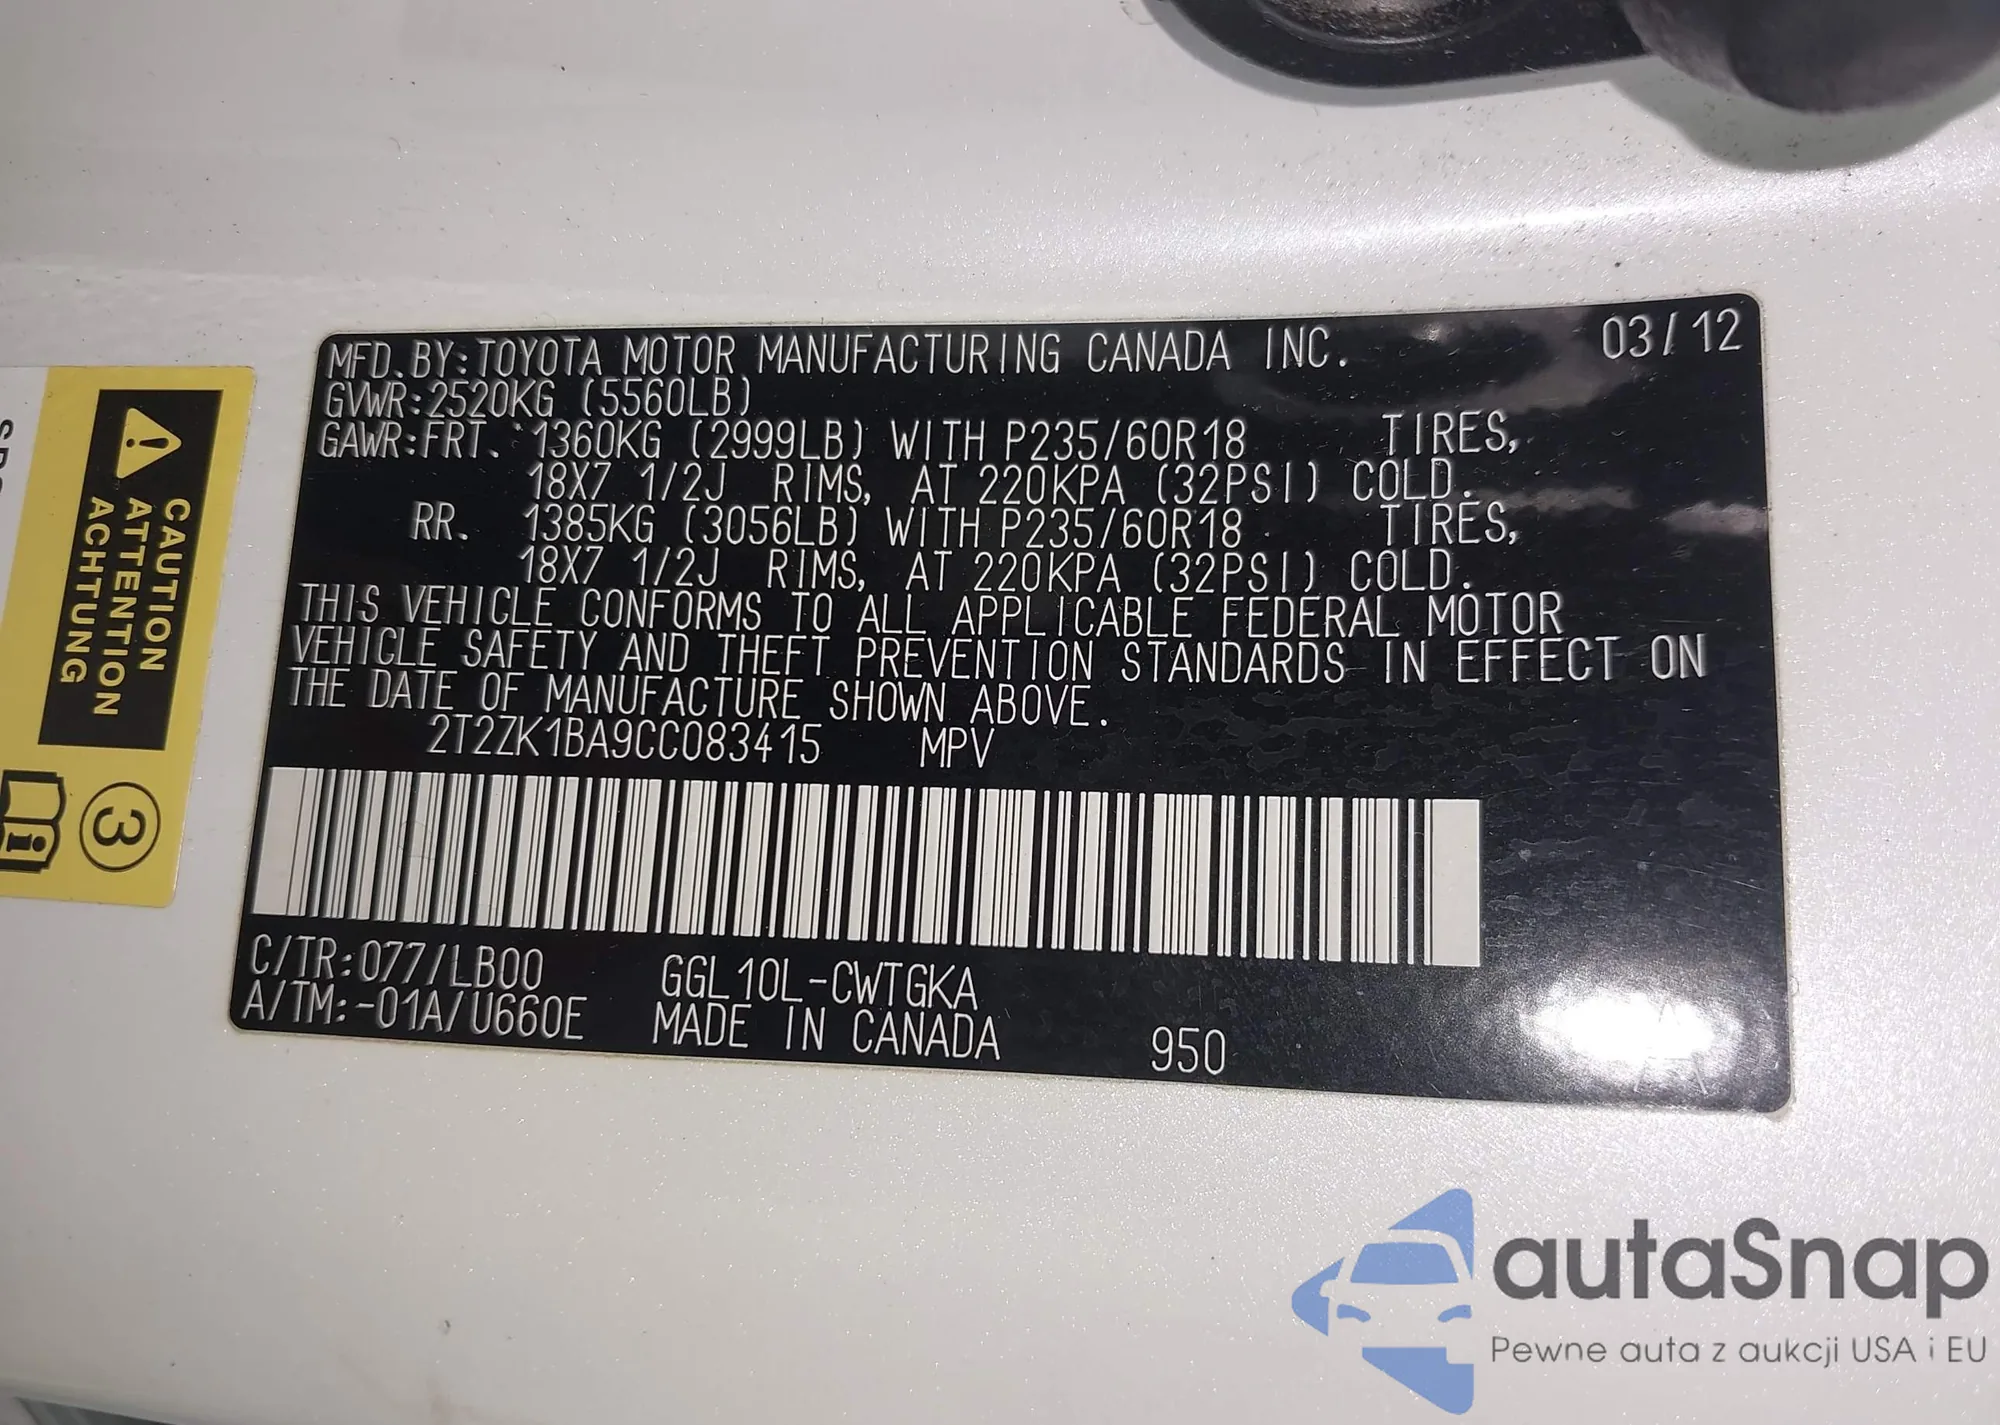 MFD. BY: TOYOTA MOTOR MANUFACTURING CANADA INC. 03/12
GVWR: 2520KG (5560LB)
GAWR: FRT. 1360KG (2999LB) WITH P235/60R18 TIRES,
18X7 1/2J RIMS, AT 220KPA (32PSI) COLD.
RR. 1385KG (3056LB) WITH P235/60R18 TIRES,
18X7 1/2J RIMS, AT 220KPA (32PSI) COLD.
THIS VEHICLE CONFORMS TO ALL APPLICABLE FEDERAL MOTOR
VEHICLE SAFETY AND THEFT PREVENTION STANDARDS IN EFFECT ON
THE DATE OF MANUFACTURE SHOWN ABOVE.
2T2ZK1BA9CC083415 MPV
C/TR: 077/LB00 GGL10L-CWTGKA
A/TM: -01A/U660E MADE IN CANADA 950
CAUTION
ATTENTION
ACHTUNG
3
autaSnap
Pewne auta z aukcji USA i EU